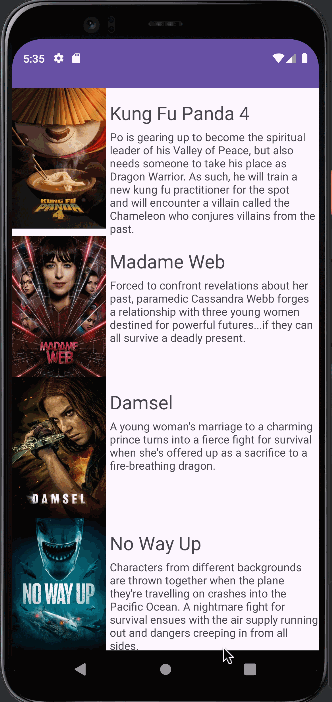 5:35
Kung Fu Panda 4
Po is gearing up to become the spiritual
leader of his Valley of Peace, but also
needs someone to take his place as
Dragon Warrior. As such, he will train a
new kung fu practitioner for the spot
and will encounter a villain called the
Chameleon who conjures villains from the
past.
KUNG FU
PANDA
4
Madame Web
Forced to confront revelations about her
past, paramedic Cassandra Webb forges
a relationship with three young women
destined for powerful futures...if they can
all survive a deadly present.
MADAME
WEB
Damsel
A young woman's marriage to a charming
prince turns into a fierce fight for survival
when she's offered up as a sacrifice to a
fire-breathing dragon.
DAMSEL
No Way Up
Characters from different backgrounds
are thrown together when the plane
they're travelling on crashes into the
Pacific Ocean. A nightmare fight for
survival ensues with the air supply running
out and dangers creeping in from all
sides.
NO WAY UP